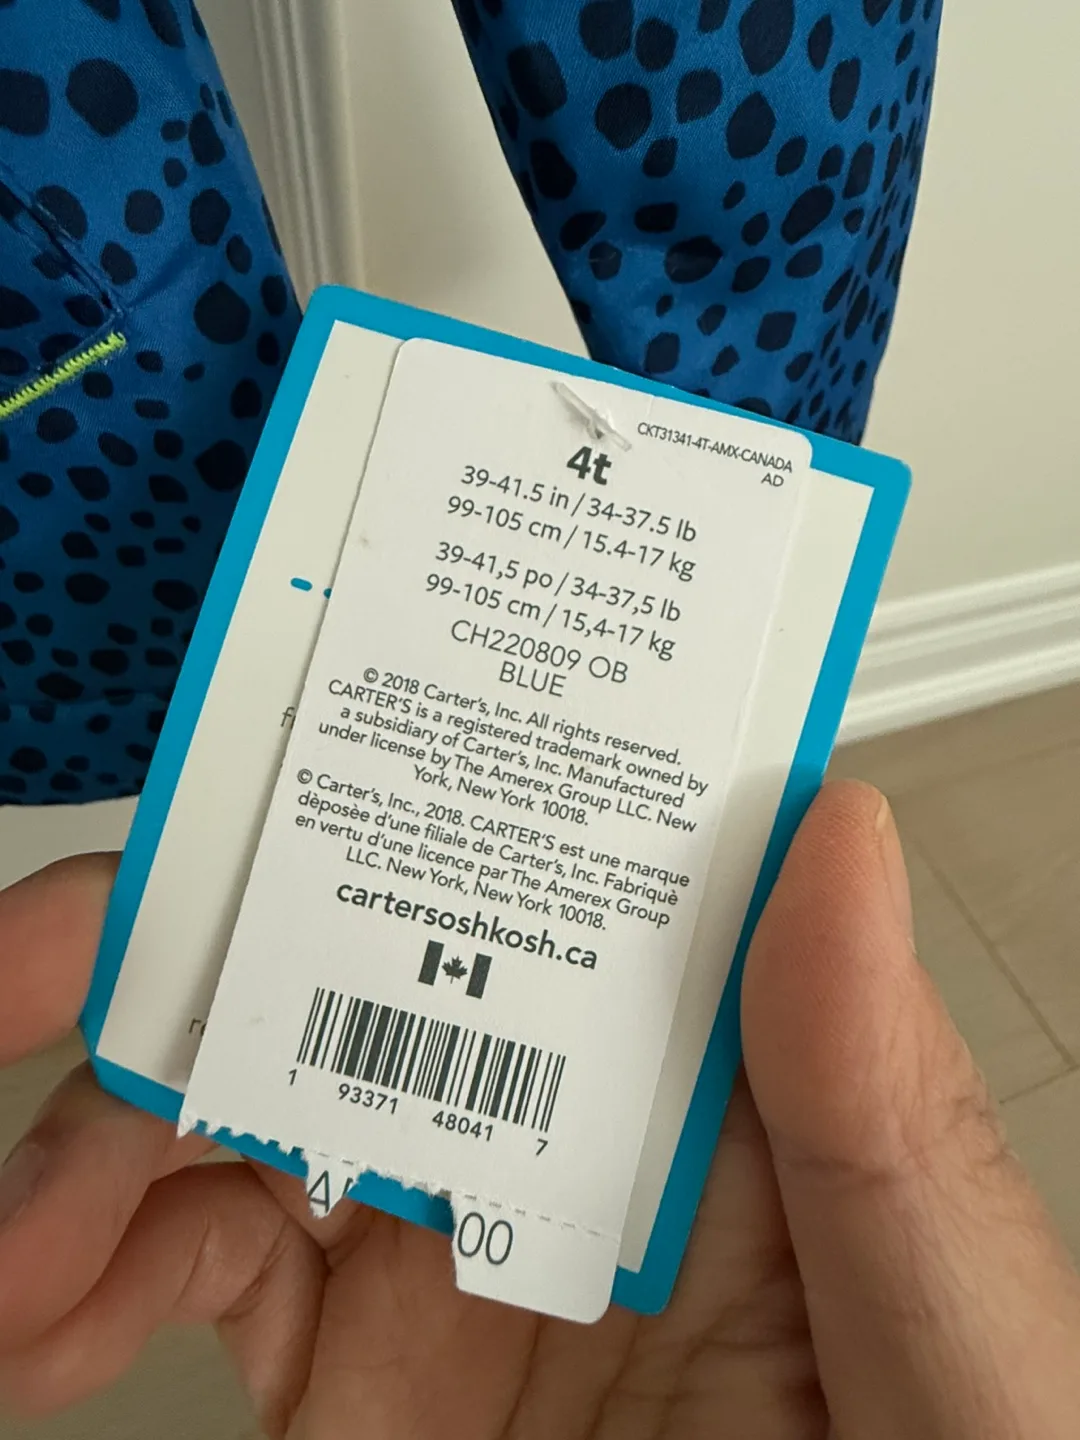 CKT31341-4T-AMX-CANADA
AD
4t
39-41.5 in / 34-37.5 lb
99-105 cm / 15.4-17 kg
39-41,5 po / 34-37,5 lb
99-105 cm / 15,4-17 kg
CH220809 OB
BLUE
© 2018 Carter's, Inc. All rights reserved.
CARTER'S is a registered trademark owned by
a subsidiary of Carter's, Inc. Manufactured
under license by The Amerex Group LLC. New
York, New York 10018.
© Carter's, Inc., 2018. CARTER'S est une marque
dèposèe d'une filiale de Carter's, Inc. Fabriquè
en vertu d'une licence par The Amerex Group
LLC. New York, New York 10018.
cartersoshkosh.ca
1 93371 48041 7
00